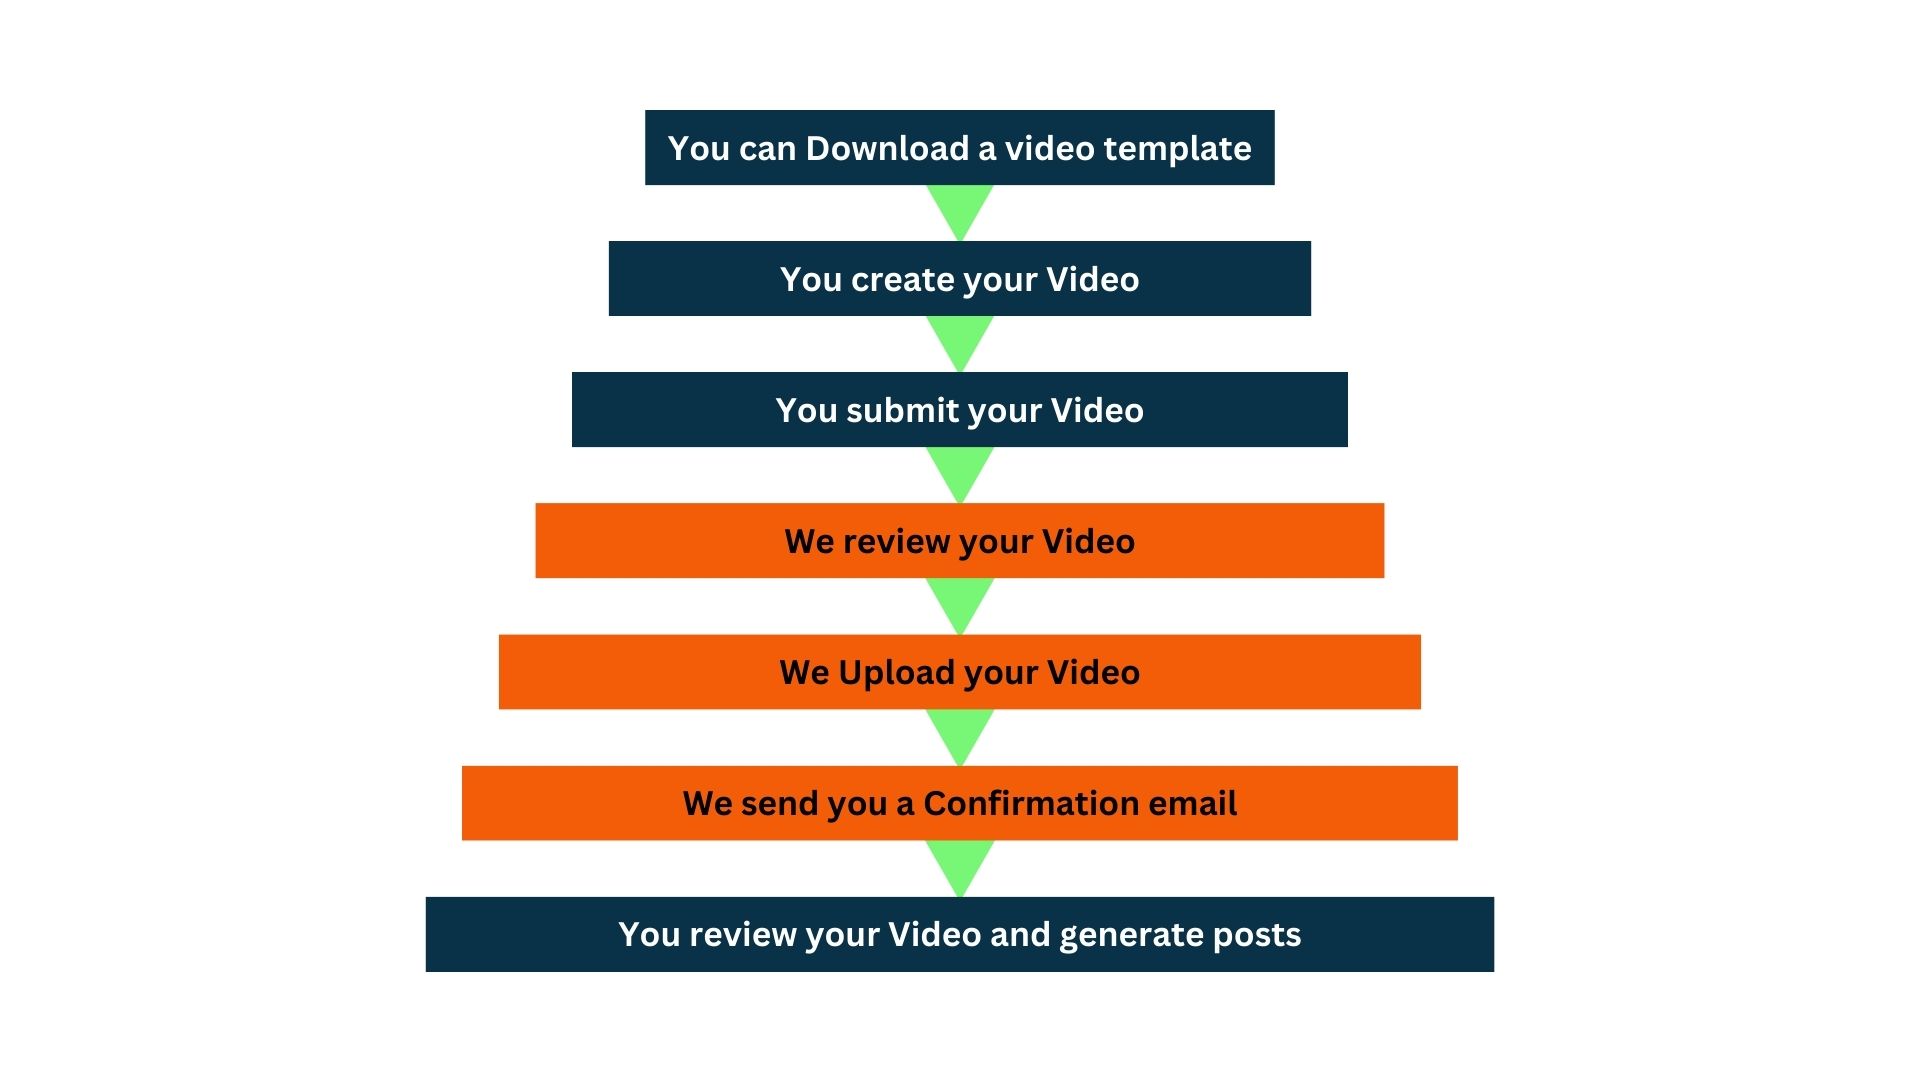 You can Download a video template
You create your Video
You submit your Video
We review your Video
We Upload your Video
We send you a Confirmation email
You review your Video and generate posts